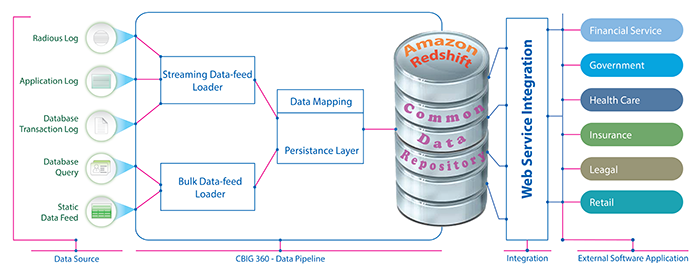 Radious Log
Application Log
Database
Transaction Log
Database
Query
Static
Data Feed
Streaming Data-feed
Loader
Bulk Data-feed
Loader
Data Mapping
Persistance Layer
Amazon
Redshift
Common
Data
Repository
Web Service Integration
Financial Service
Government
Health Care
Insurance
Leagal
Retail
Data Source
CBIG 360 - Data Pipeline
Integration
External Software Application